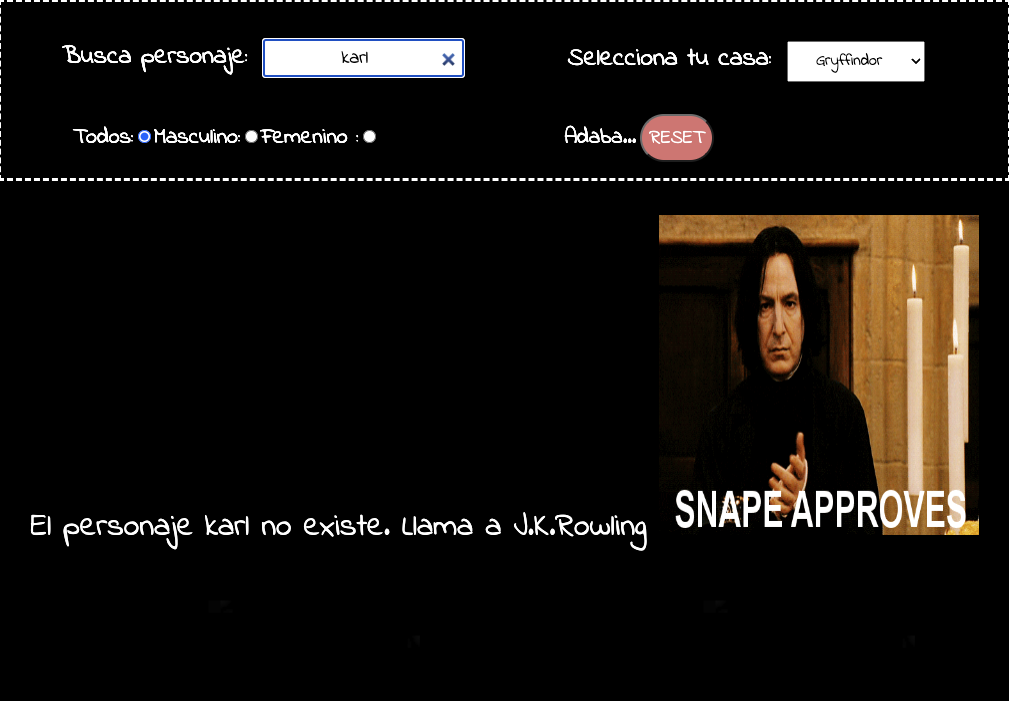 Busca personaje: karl
Selecciona tu casa: Gryffindor
Todos: Masculino: Femenino :
Adaba... RESET
SNAPE APPROVES
El personaje karl no existe. Llama a J.K.Rowling